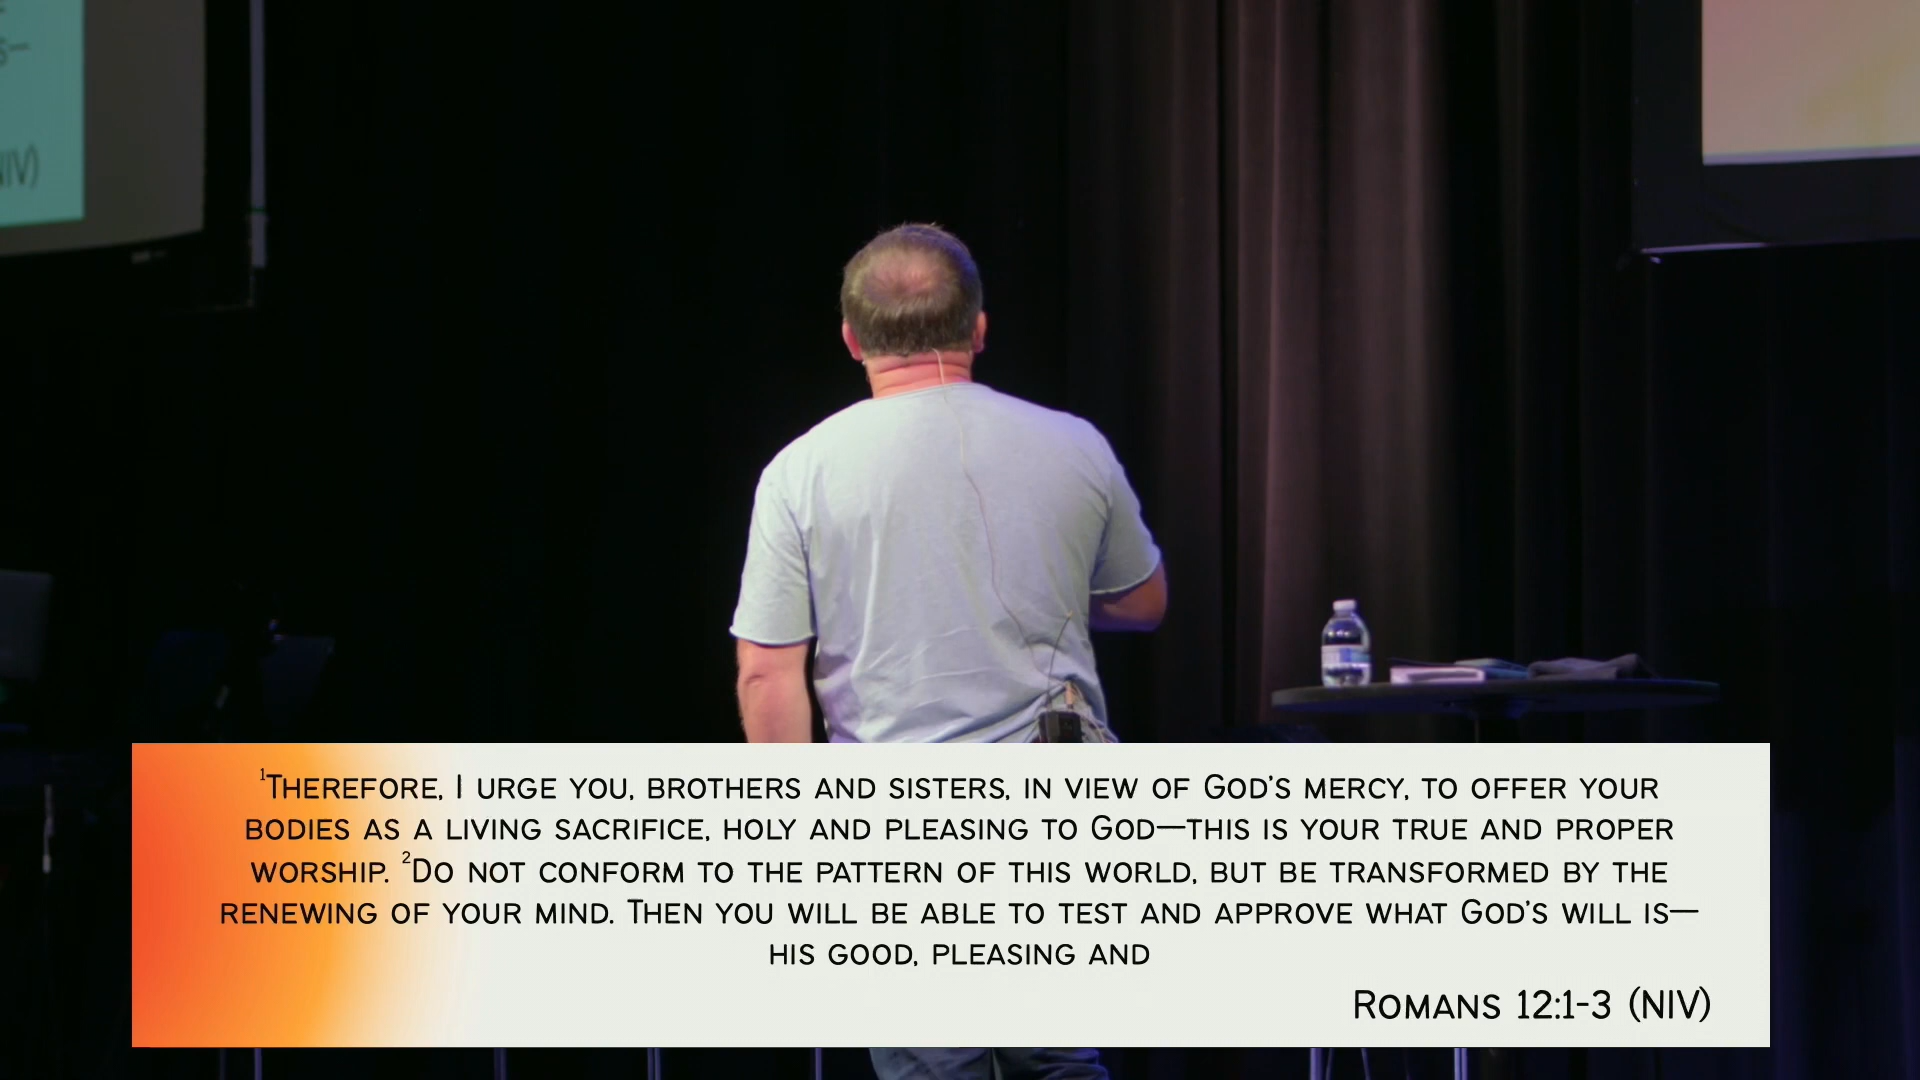 s—
NIV)
¹Therefore, I urge you, brothers and sisters, in view of God’s mercy, to offer your
bodies as a living sacrifice, holy and pleasing to God—this is your true and proper
worship. ²Do not conform to the pattern of this world, but be transformed by the
renewing of your mind. Then you will be able to test and approve what God’s will is—
his good, pleasing and
Romans 12:1-3 (NIV)